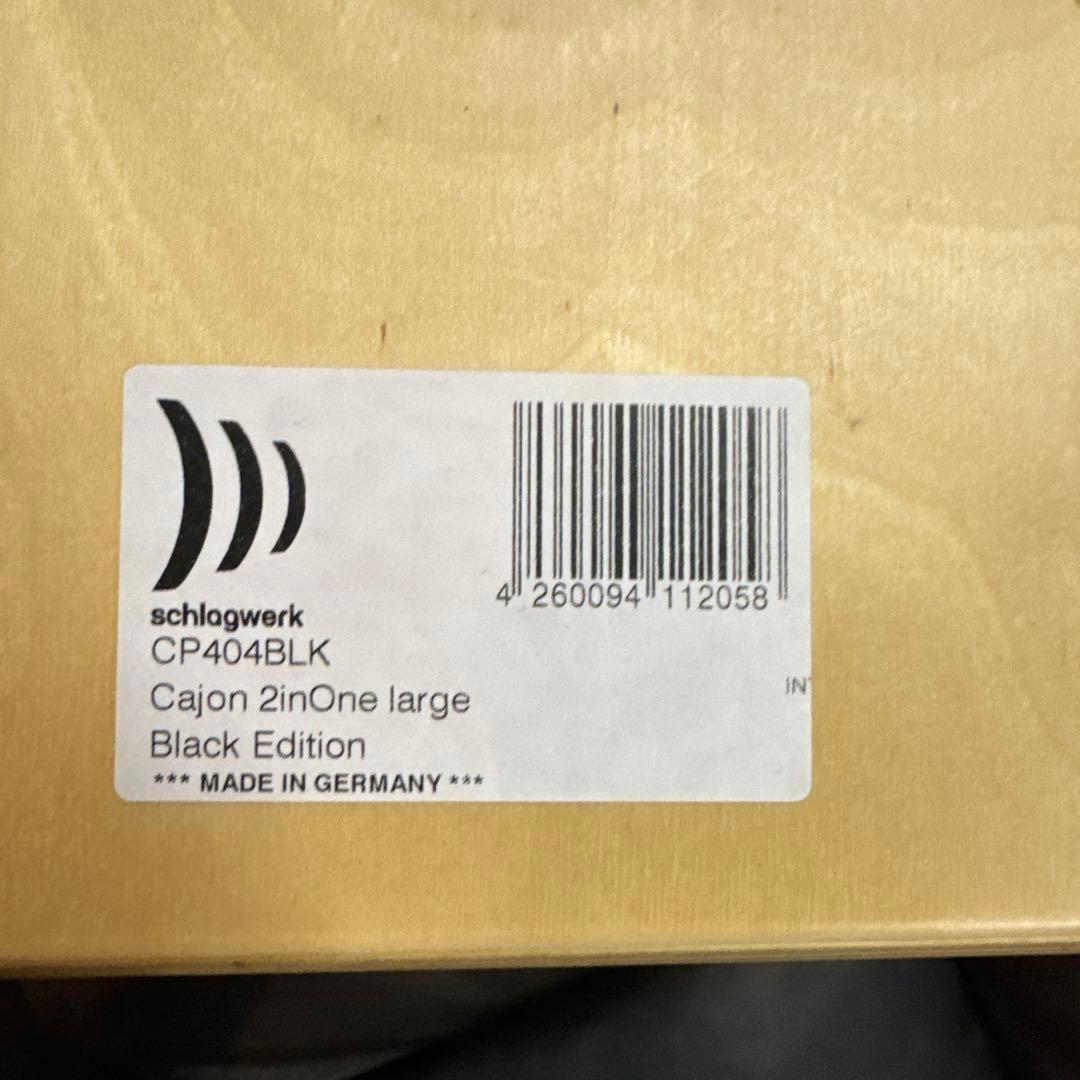 schlagwerk
CP404BLK
Cajon 2inOne large
Black Edition
*** MADE IN GERMANY ***
4 260094 112058